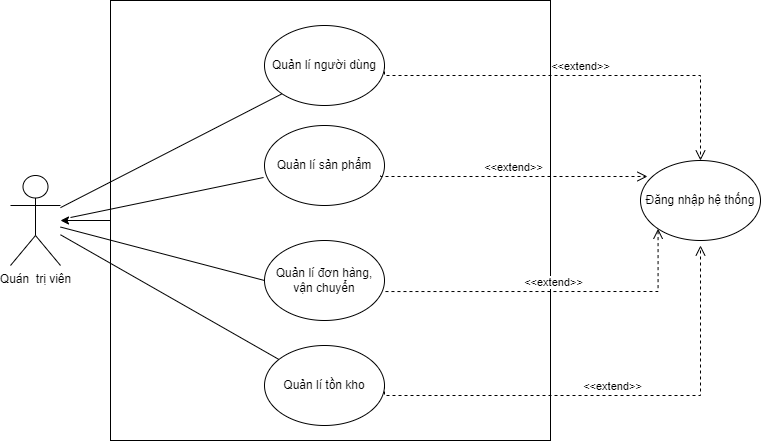 Quản lí người dùng
<<extend>>
Quản lí sản phẩm
<<extend>>
Đăng nhập hệ thống
Quán trị viên
Quản lí đơn hàng,
vận chuyển
<<extend>>
Quản lí tồn kho
<<extend>>